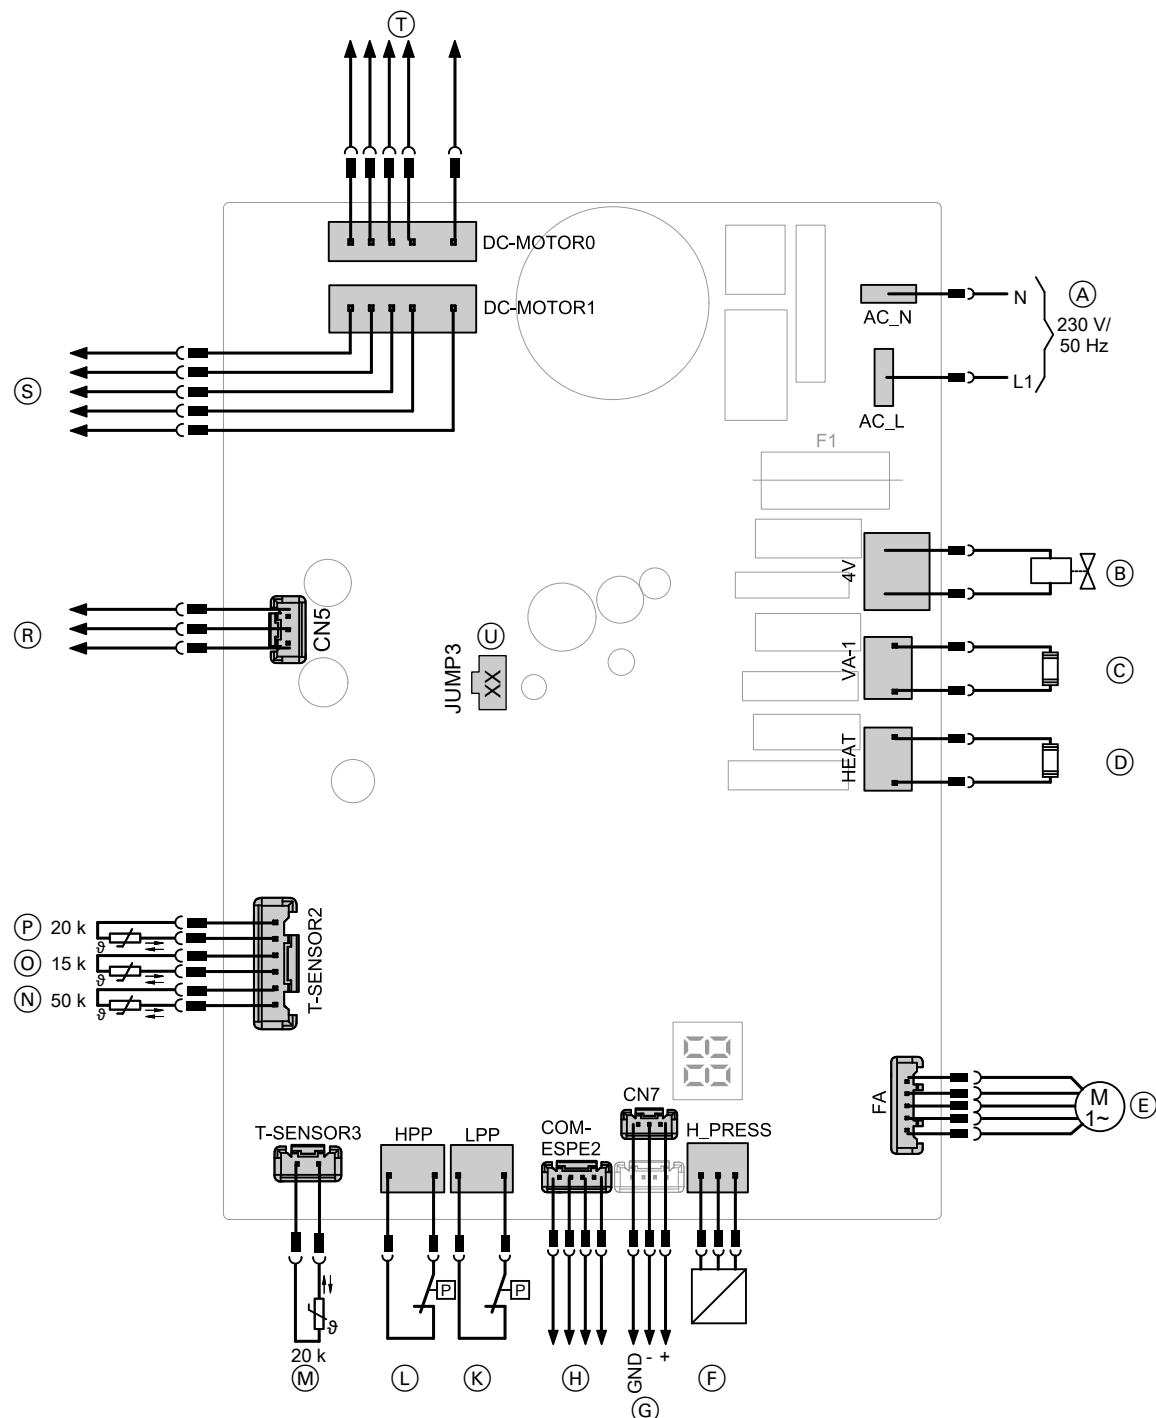 T
DC-MOTOR0
DC-MOTOR1
N
A
AC_N
230 V/
50 Hz
L1
AC_L
S
F1
4V
B
R
CN5
U
JUMP3
XX
VA-1
C
HEAT
D
P 20 k
ϑ
O 15 k
ϑ
N 50 k
ϑ
T-SENSOR2
FA
M
1~
E
CN7
T-SENSOR3
HPP
LPP
COM-
ESPE2
H_PRESS
P
P
ϑ
20 k
GND
-
+
M
L
K
H
G
F